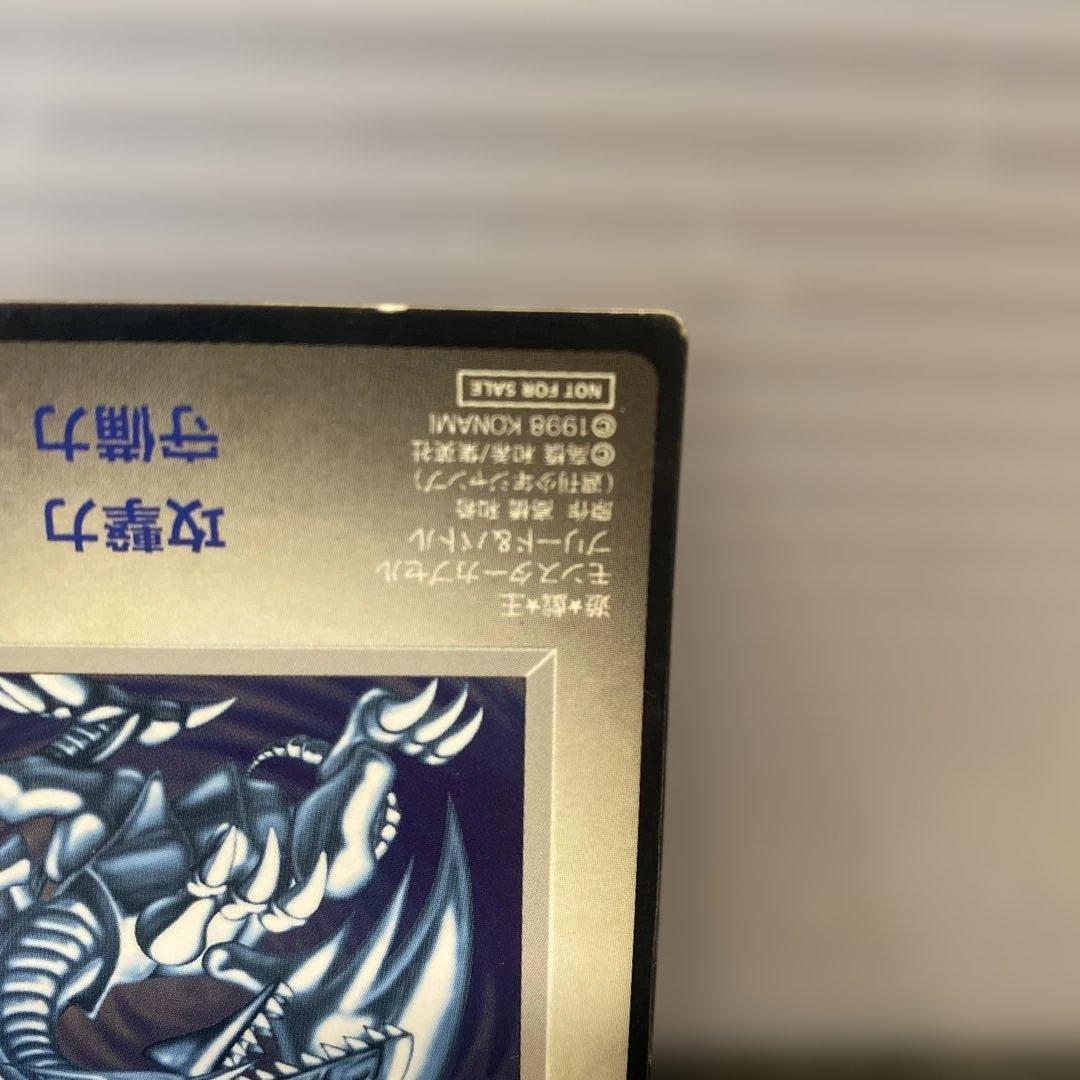 遊★戯★王
モンスターカプセル
ブリード&バトル
原作 高橋 和希
(週刊少年ジャンプ)
©高橋 和希/集英社
©1998 KONAMI
NOT FOR SALE
攻撃力
守備力